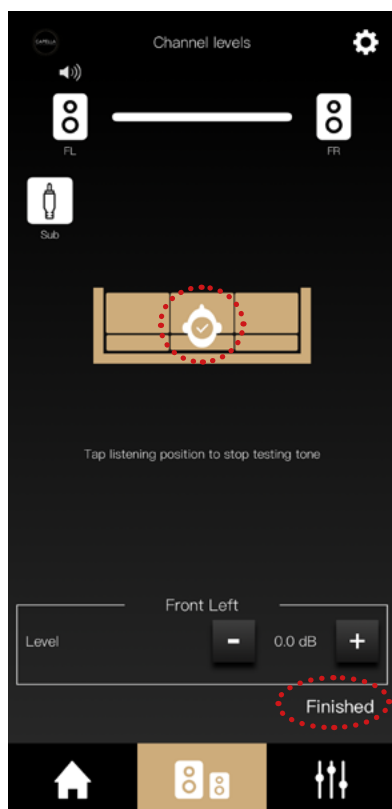 CAPELLA
Channel levels
FL
FR
Sub
Tap listening position to stop testing tone
Front Left
Level
-
0.0 dB
+
Finished